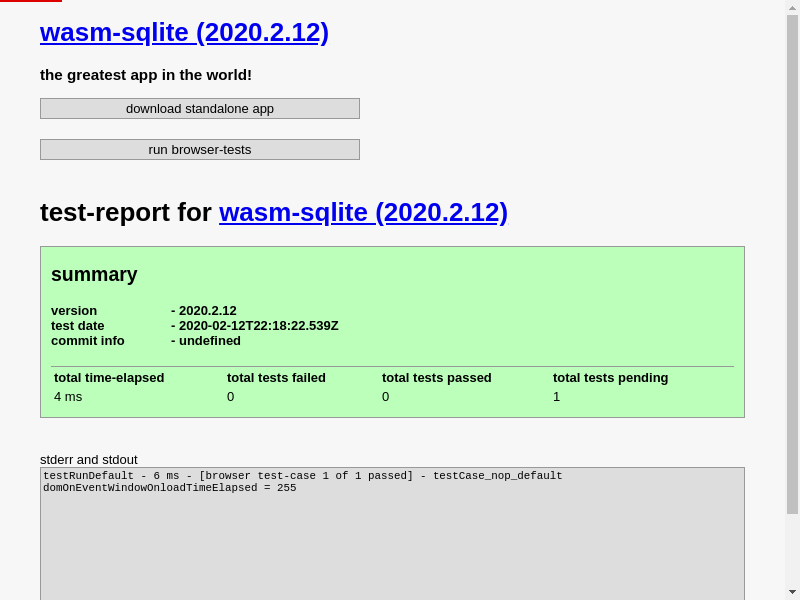 wasm-sqlite (2020.2.12)
the greatest app in the world!
download standalone app
run browser-tests
test-report for wasm-sqlite (2020.2.12)
summary
version - 2020.2.12
test date - 2020-02-12T22:18:22.539Z
commit info - undefined
total time-elapsed total tests failed total tests passed total tests pending
4 ms 0 0 1
stderr and stdout
testRunDefault - 6 ms - [browser test-case 1 of 1 passed] - testCase_nop_default
domOnEventWindowOnloadTimeElapsed = 255